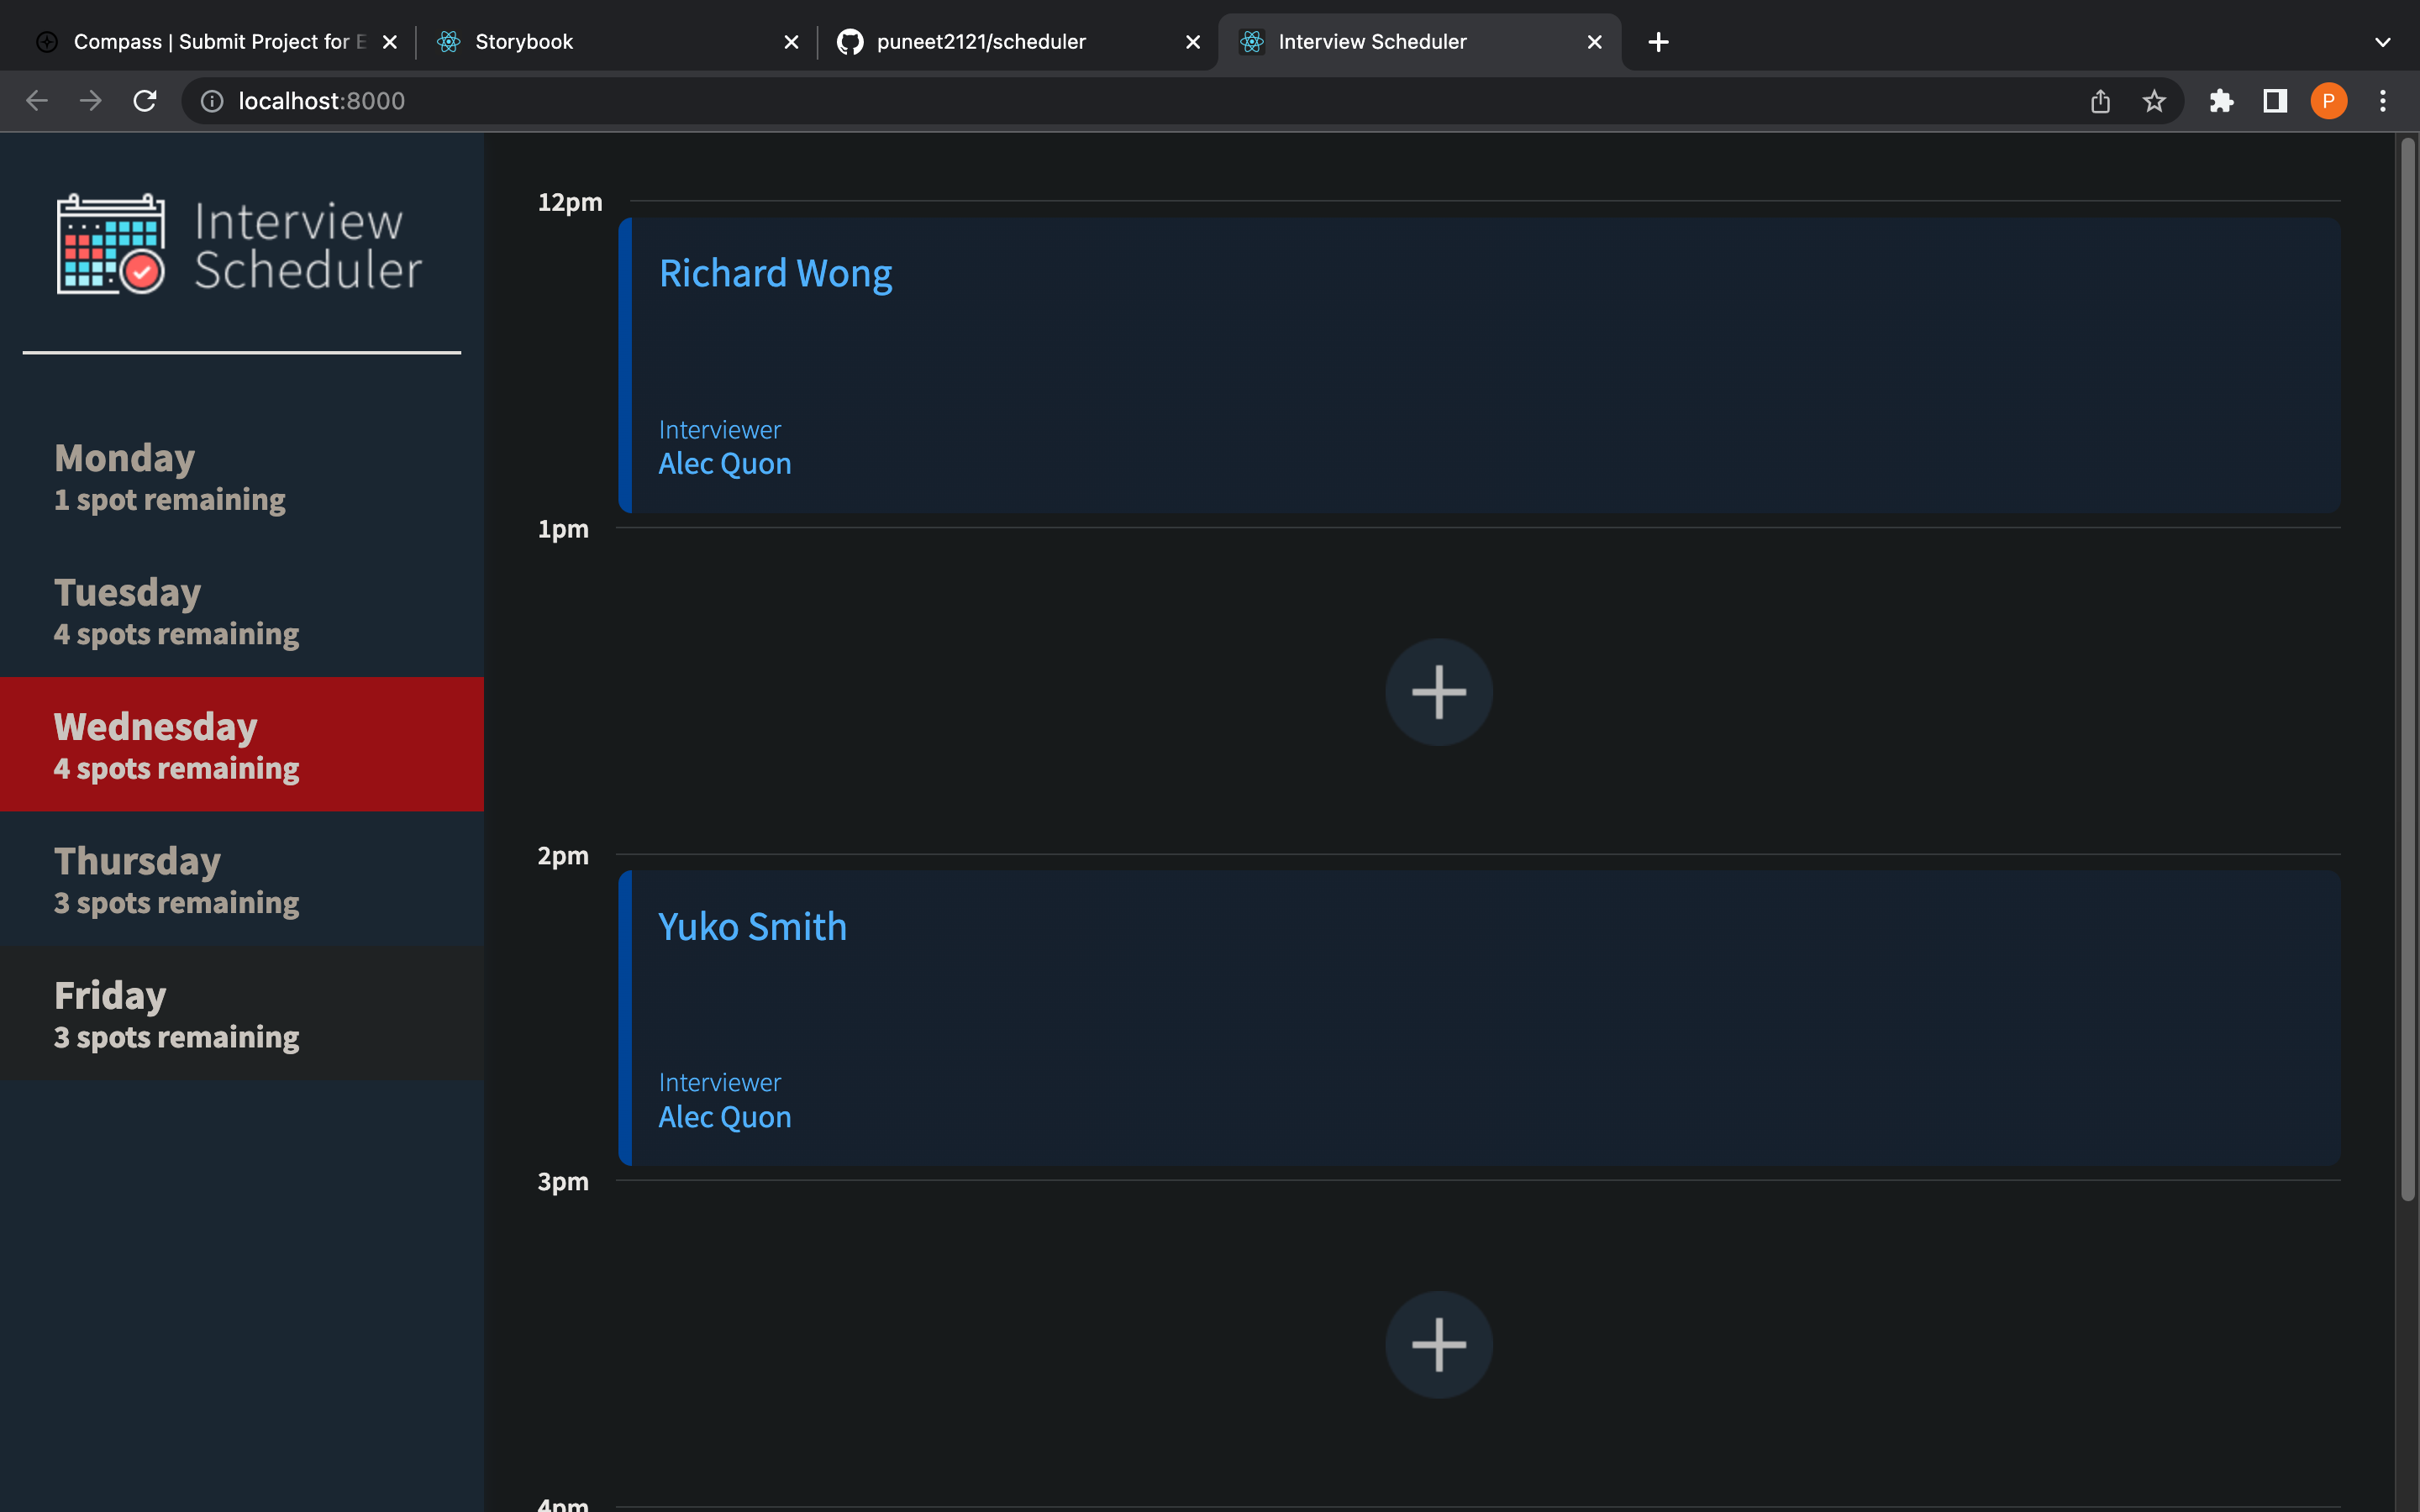 Compass | Submit Project for E
Storybook
puneet2121/scheduler
Interview Scheduler
localhost:8000
P
Interview
Scheduler
Monday
1 spot remaining
Tuesday
4 spots remaining
Wednesday
4 spots remaining
Thursday
3 spots remaining
Friday
3 spots remaining
12pm
Richard Wong
Interviewer
Alec Quon
1pm
2pm
Yuko Smith
Interviewer
Alec Quon
3pm
4pm